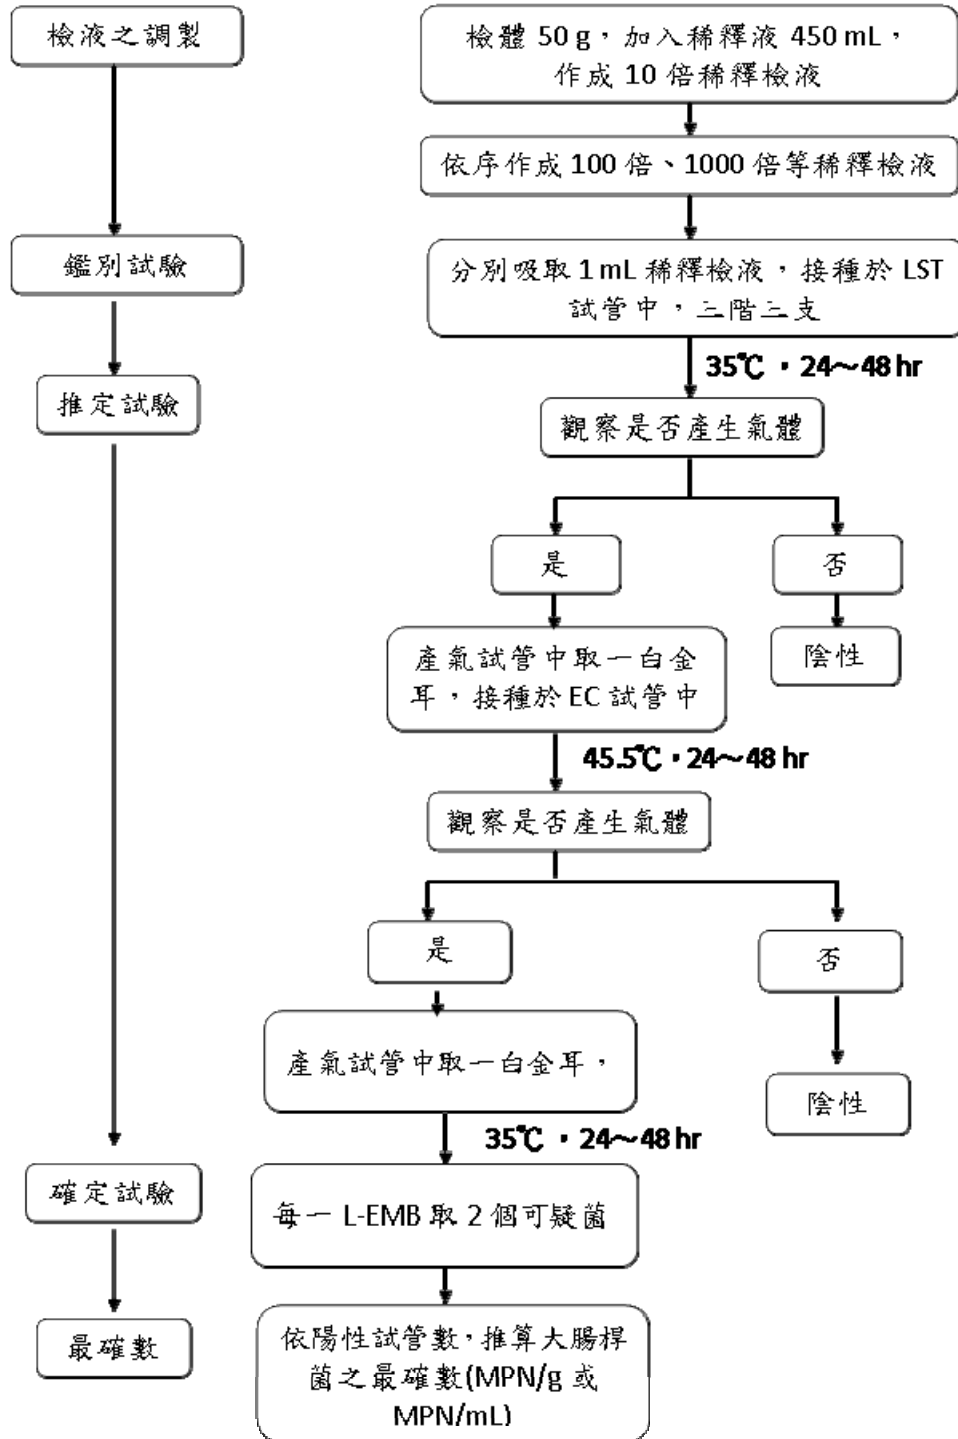 檢液之調製
檢體 50 g，加入稀釋液 450 mL，
作成 10 倍稀釋檢液
依序作成 100 倍、1000 倍等稀釋檢液
鑑別試驗
分別吸取 1 mL 稀釋檢液，接種於 LST
試管中，三階三支
35℃，24～48 hr
推定試驗
觀察是否產生氣體
是
否
產氣試管中取一白金
耳，接種於 EC 試管中
陰性
45.5℃，24～48 hr
觀察是否產生氣體
是
否
產氣試管中取一白金耳，
陰性
35℃，24～48 hr
確定試驗
每一 L-EMB 取 2 個可疑菌
最確數
依陽性試管數，推算大腸桿
菌之最確數(MPN/g 或
MPN/mL)